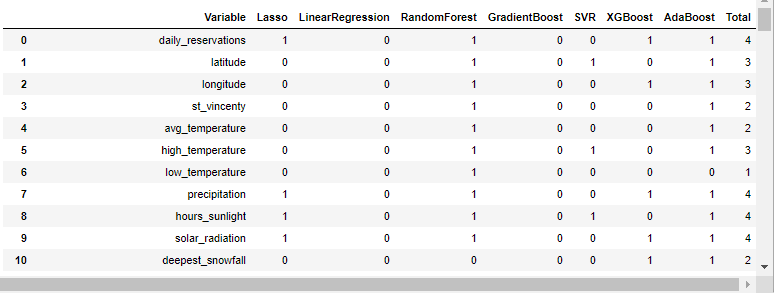 Variable Lasso LinearRegression RandomForest GradientBoost SVR XGBoost AdaBoost Total
0 daily_reservations 1 0 1 0 0 1 1 4
1 latitude 0 0 1 0 1 0 1 3
2 longitude 0 0 1 0 0 1 1 3
3 st_vincenty 0 0 1 0 0 0 1 2
4 avg_temperature 0 0 1 0 0 0 1 2
5 high_temperature 0 0 1 0 1 0 1 3
6 low_temperature 0 0 1 0 0 0 0 1
7 precipitation 1 0 1 0 0 1 1 4
8 hours_sunlight 1 0 1 0 1 0 1 4
9 solar_radiation 1 0 1 0 0 1 1 4
10 deepest_snowfall 0 0 0 0 0 1 1 2